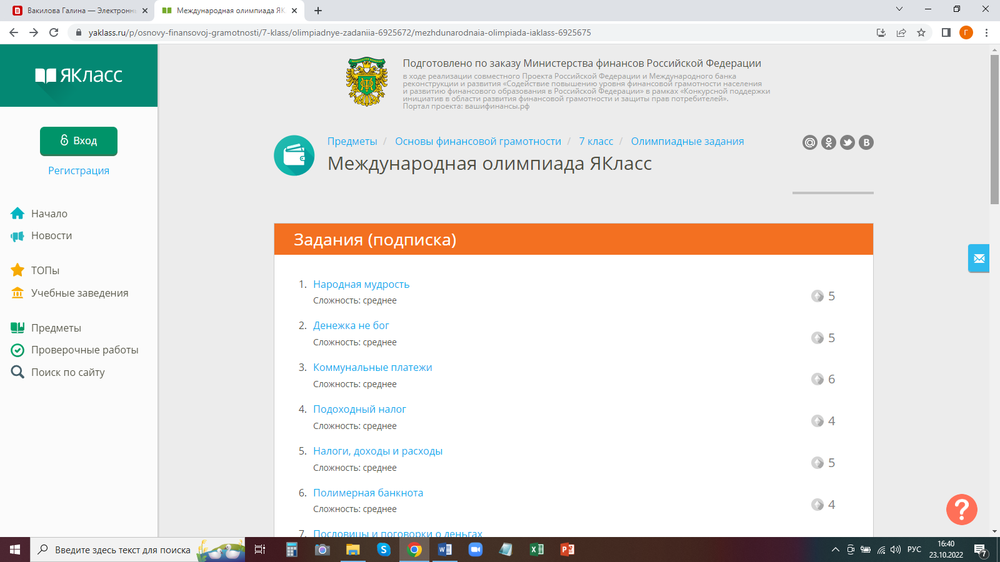 Вакилова Галина — Электронн
Международная олимпиада ЯК
yaklass.ru/p/osnovy-finansovoj-gramotnosti/7-klass/olimpiadnye-zadaniia-6925672/mezhdunarodnaia-olimpiada-iaklass-6925675
Г
ЯКласс
Вход
Регистрация
Начало
Новости
ТОПы
Учебные заведения
Предметы
Проверочные работы
Поиск по сайту
Подготовлено по заказу Министерства финансов Российской Федерации
в ходе реализации совместного Проекта Российской Федерации и Международного банка
реконструкции и развития «Содействие повышению уровня финансовой грамотности населения
и развитию финансового образования в Российской Федерации» в рамках «Конкурсной поддержки
инициатив в области развития финансовой грамотности и защиты прав потребителей».
Портал проекта: вашифинансы.рф
Предметы / Основы финансовой грамотности / 7 класс / Олимпиадные задания
Международная олимпиада ЯКласс
Задания (подписка)
1. Народная мудрость
Сложность: среднее
5
2. Денежка не бог
Сложность: среднее
5
3. Коммунальные платежи
Сложность: среднее
6
4. Подоходный налог
Сложность: среднее
4
5. Налоги, доходы и расходы
Сложность: среднее
5
6. Полимерная банкнота
Сложность: среднее
4
7. Пословицы и поговорки о деньгах
?
Введите здесь текст для поиска
РУС
16:40
23.10.2022
7